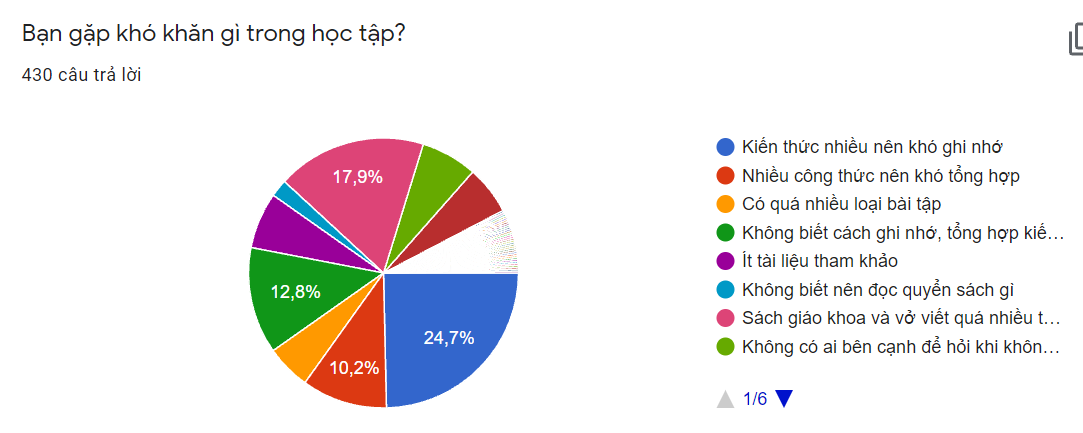 Bạn gặp khó khăn gì trong học tập?
430 câu trả lời
17,9%
12,8%
10,2%
24,7%
Kiến thức nhiều nên khó ghi nhớ
Nhiều công thức nên khó tổng hợp
Có quá nhiều loại bài tập
Không biết cách ghi nhớ, tổng hợp kiế…
Ít tài liệu tham khảo
Không biết nên đọc quyển sách gì
Sách giáo khoa và vở viết quá nhiều t…
Không có ai bên cạnh để hỏi khi khôn…
1/6